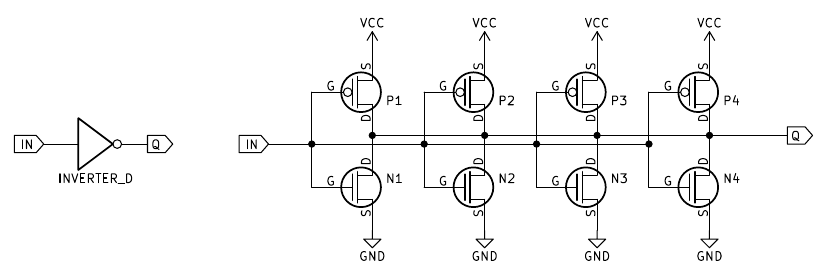 VCC VCC VCC VCC
S S S S
G P1 G P2 G P3 G P4
D D D D
IN Q IN Q
INVERTER_D
D D D D
G N1 G N2 G N3 G N4
S S S S
GND GND GND GND